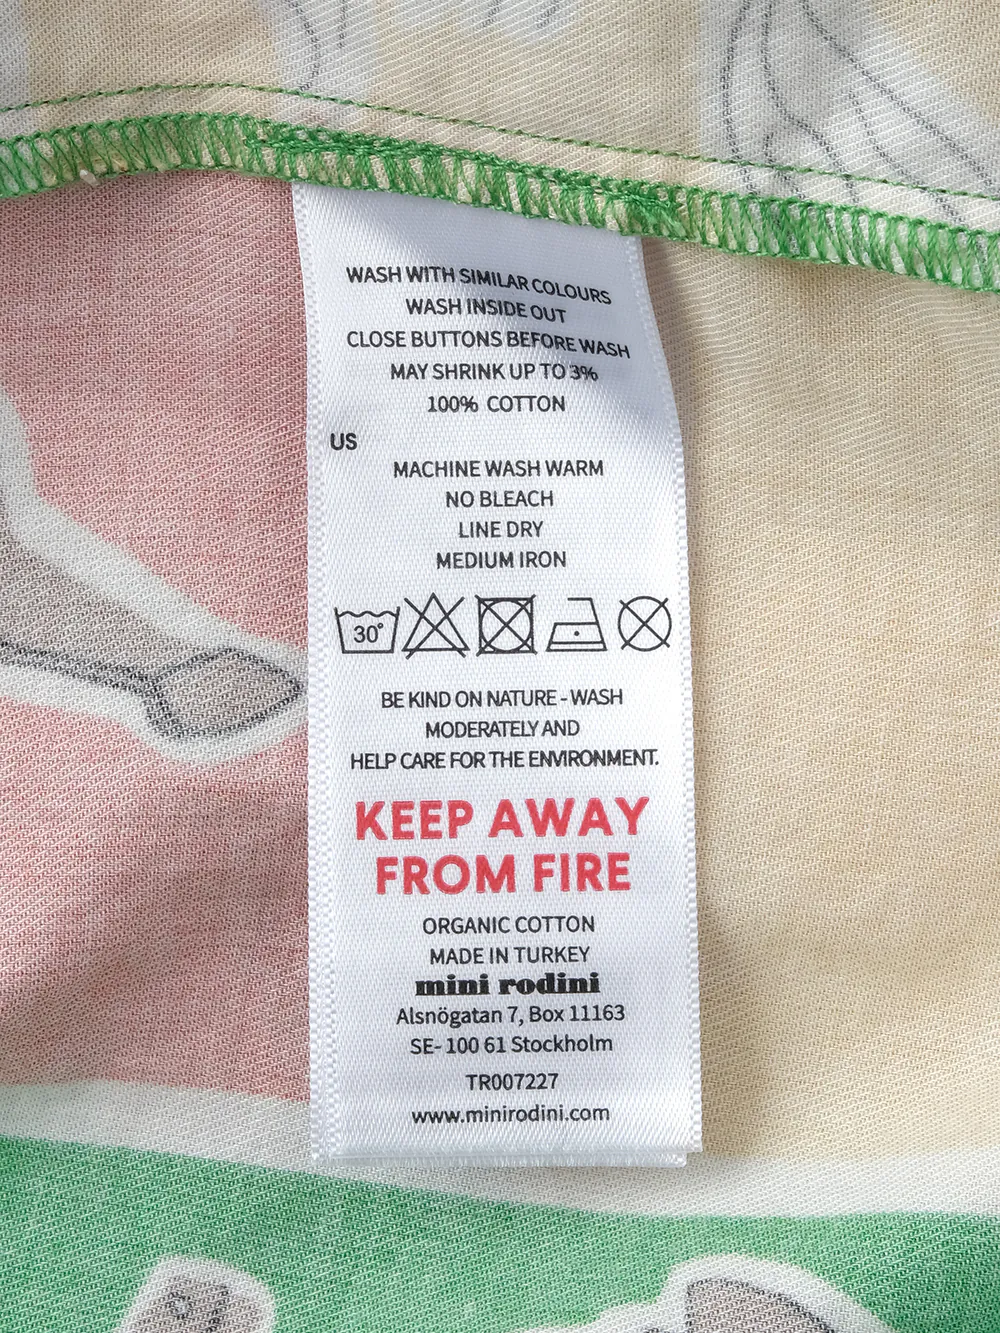 WASH WITH SIMILAR COLOURS
WASH INSIDE OUT
CLOSE BUTTONS BEFORE WASH
MAY SHRINK UP TO 3%
100% COTTON
US
MACHINE WASH WARM
NO BLEACH
LINE DRY
MEDIUM IRON
30°
BE KIND ON NATURE - WASH
MODERATELY AND
HELP CARE FOR THE ENVIRONMENT.
KEEP AWAY
FROM FIRE
ORGANIC COTTON
MADE IN TURKEY
mini rodini
Alsnögatan 7, Box 11163
SE- 100 61 Stockholm
TR007227
www.minirodini.com